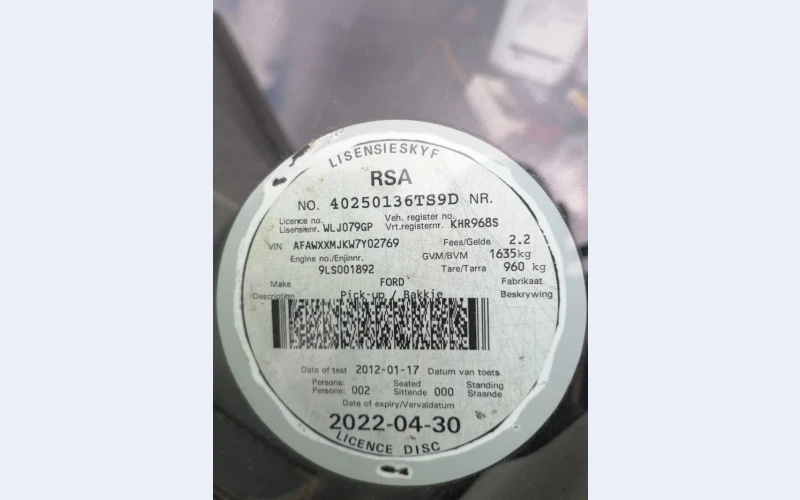 LISENSIESKYF
RSA
NO. 40250136TS9D NR.
Licence no. Veh. register no.
Lisensienr. WLJ079GP Vrt.registernr. KHR968S
VIN AFAWXXMJKW7Y02769 Fees/Gelde 2.2
Engine no./Enjinnr. GVM/BVM 1635kg
9LS001892 Tare/Tarra 960 kg
Make FORD Fabrikaat
Description Pick-up / Bakkie Beskrywing
Date of test 2012-01-17 Datum van toets
Persons: Seated Standing
Persone: 002 Sittende 000 Staande
Date of expiry/Vervaldatum
2022-04-30
LICENCE DISC